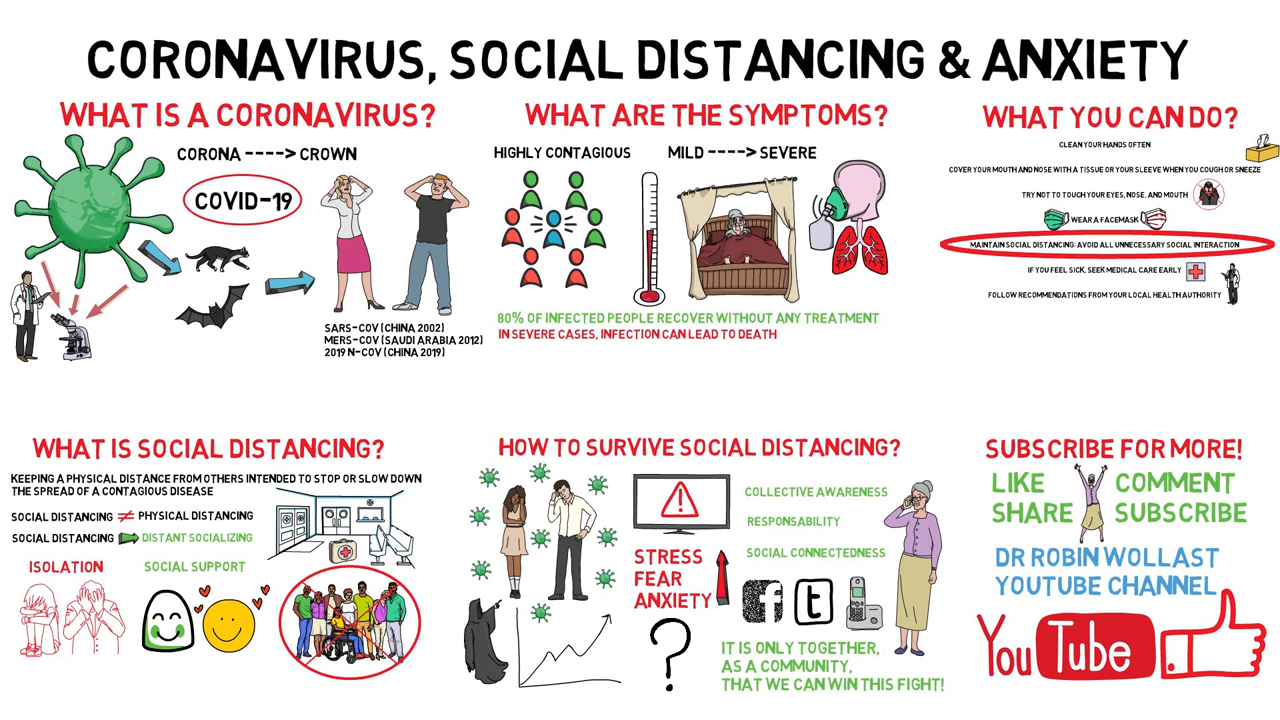 CORONAVIRUS, SOCIAL DISTANCING & ANXIETY
WHAT IS A CORONAVIRUS?
CORONA ----> CROWN
COVID-19
SARS-COV (CHINA 2002)
MERS-COV (SAUDI ARABIA 2012)
2019 N-COV (CHINA 2019)
WHAT ARE THE SYMPTOMS?
HIGHLY CONTAGIOUS
MILD ----> SEVERE
80% OF INFECTED PEOPLE RECOVER WITHOUT ANY TREATMENT
IN SEVERE CASES, INFECTION CAN LEAD TO DEATH
WHAT YOU CAN DO?
CLEAN YOUR HANDS OFTEN
COVER YOUR MOUTH AND NOSE WITH A TISSUE OR YOUR SLEEVE WHEN YOU COUGH OR SNEEZE
TRY NOT TO TOUCH YOUR EYES, NOSE, AND MOUTH
WEAR A FACEMASK
MAINTAIN SOCIAL DISTANCING: AVOID ALL UNNECESSARY SOCIAL INTERACTION
IF YOU FEEL SICK, SEEK MEDICAL CARE EARLY
FOLLOW RECOMMENDATIONS FROM YOUR LOCAL HEALTH AUTHORITY
WHAT IS SOCIAL DISTANCING?
KEEPING A PHYSICAL DISTANCE FROM OTHERS INTENDED TO STOP OR SLOW DOWN
THE SPREAD OF A CONTAGIOUS DISEASE
SOCIAL DISTANCING ≠ PHYSICAL DISTANCING
SOCIAL DISTANCING DISTANT SOCIALIZING
ISOLATION
SOCIAL SUPPORT
HOW TO SURVIVE SOCIAL DISTANCING?
STRESS
FEAR
ANXIETY
?
COLLECTIVE AWARENESS
RESPONSABILITY
SOCIAL CONNECTEDNESS
f t
IT IS ONLY TOGETHER,
AS A COMMUNITY,
THAT WE CAN WIN THIS FIGHT!
SUBSCRIBE FOR MORE!
LIKE
SHARE
COMMENT
SUBSCRIBE
DR ROBIN WOLLAST
YOUTUBE CHANNEL
YouTube